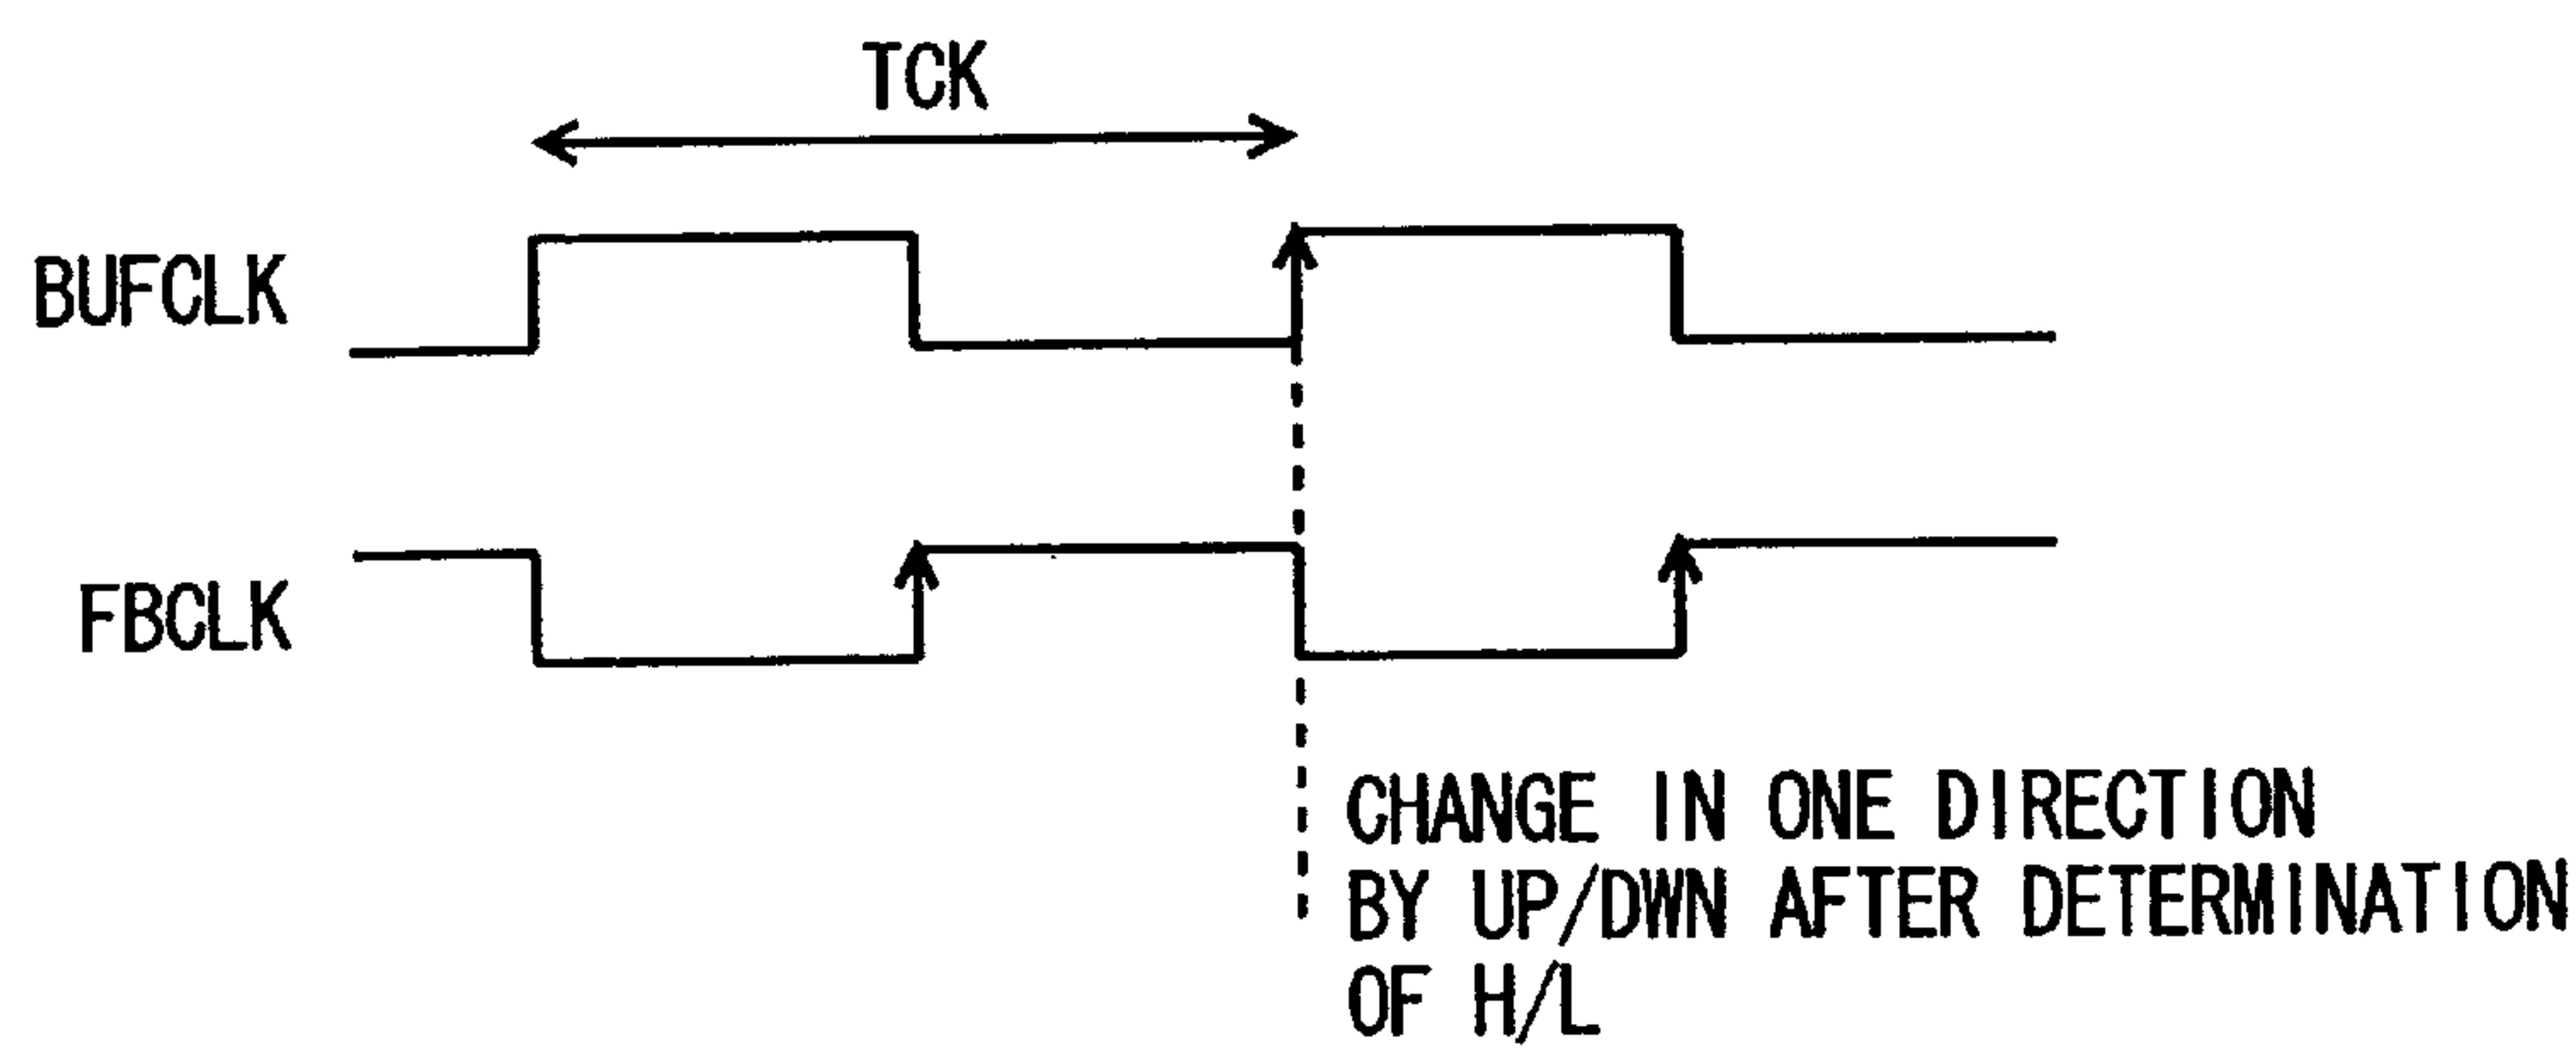 TCK
BUFCLK
FBCLK
CHANGE IN ONE DIRECTION
BY UP/DWN AFTER DETERMINATION
OF H/L